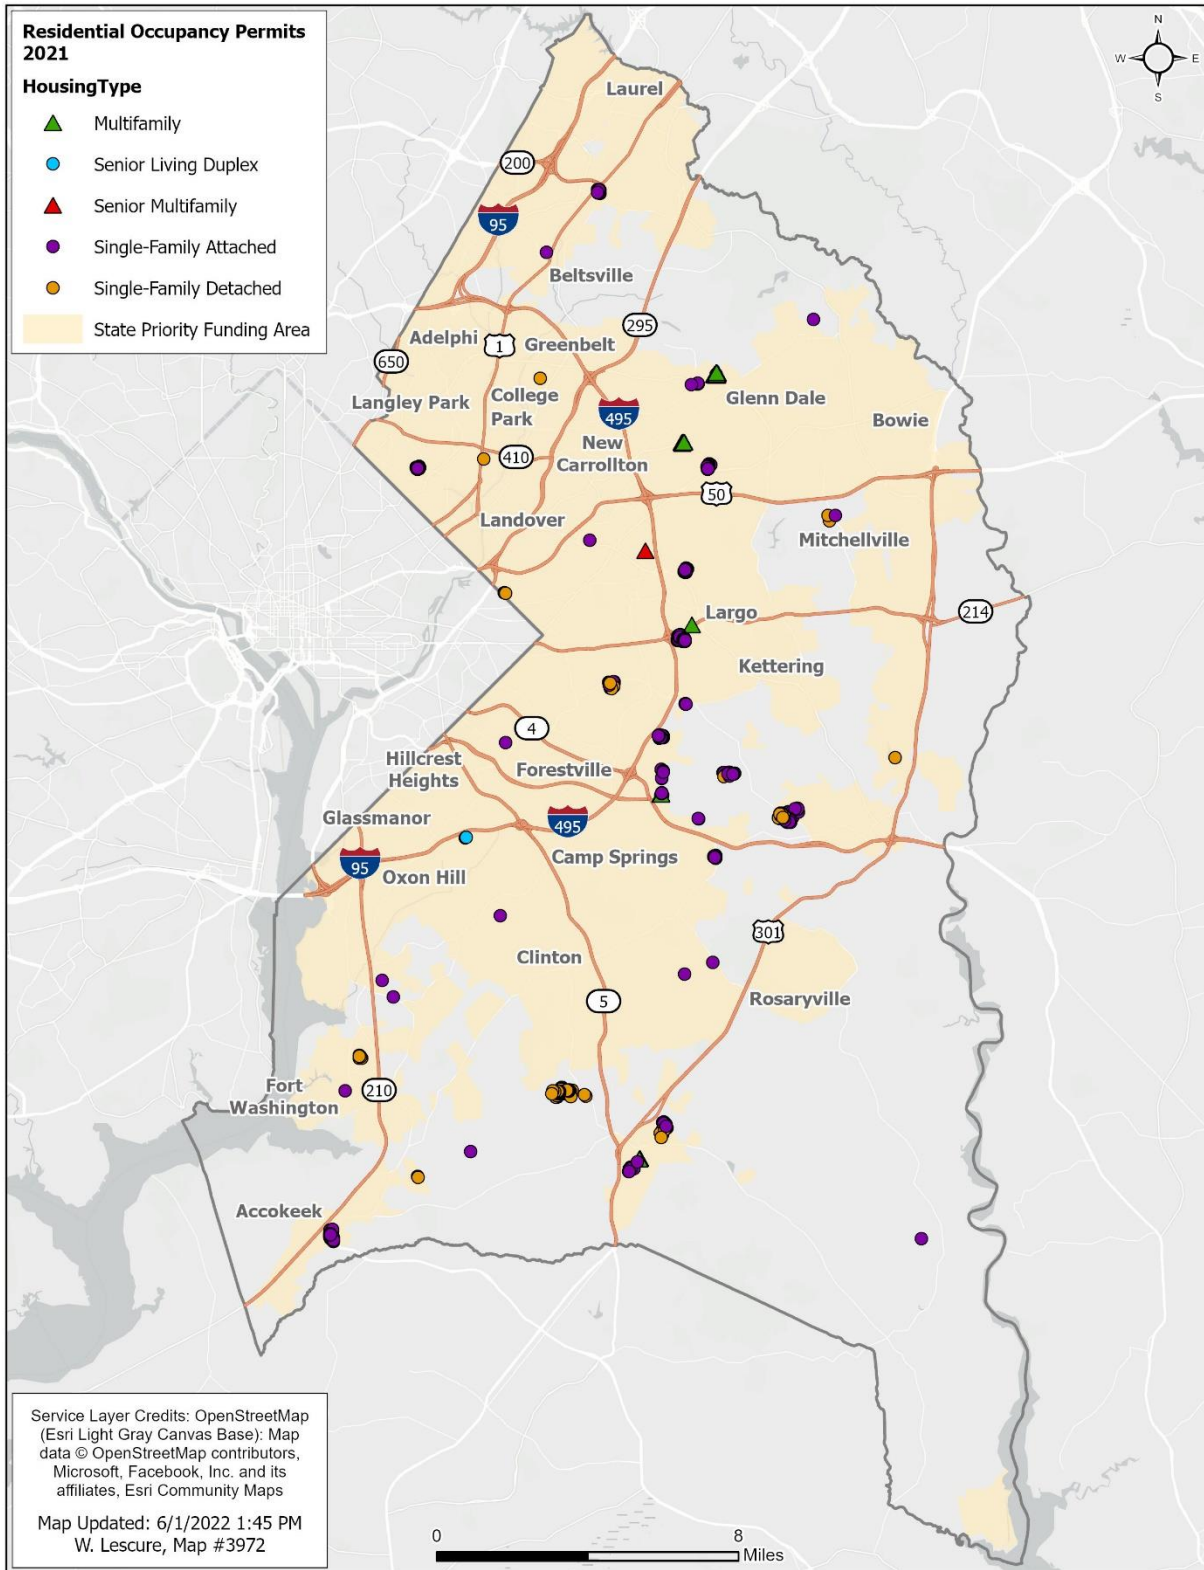 Residential Occupancy Permits
2021
HousingType
Multifamily
Senior Living Duplex
Senior Multifamily
Single-Family Attached
Single-Family Detached
State Priority Funding Area
N
W E
S
Laurel
200
95
Beltsville
295
Adelphi
1
Greenbelt
650
Langley Park
College
Park
495
Glenn Dale
Bowie
New
Carrollton
410
50
Landover
Mitchellville
Largo
214
Kettering
4
Hillcrest
Heights
Forestville
Glassmanor
495
Camp Springs
95
Oxon Hill
301
Clinton
5
Rosaryville
Fort
Washington
210
Accokeek
Service Layer Credits: OpenStreetMap
(Esri Light Gray Canvas Base): Map
data © OpenStreetMap contributors,
Microsoft, Facebook, Inc. and its
affiliates, Esri Community Maps
Map Updated: 6/1/2022 1:45 PM
W. Lescure, Map #3972
0 8
Miles